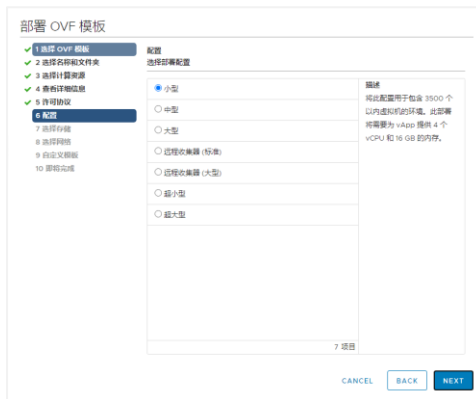 部署 OVF 模板
1 选择 OVF 模板
2 选择名称和文件夹
3 选择计算资源
4 查看详细信息
5 许可协议
6 配置
7 选择存储
8 选择网络
9 自定义模板
10 即将完成
配置
选择部署配置
小型
中型
大型
远程收集器 (标准)
远程收集器 (大型)
超小型
超大型
7 项目
描述
将此配置用于包含 3500 个
以内虚拟机的环境。此部署
将需要为 vApp 提供 4 个
vCPU 和 16 GB 的内存。
CANCEL
BACK
NEXT